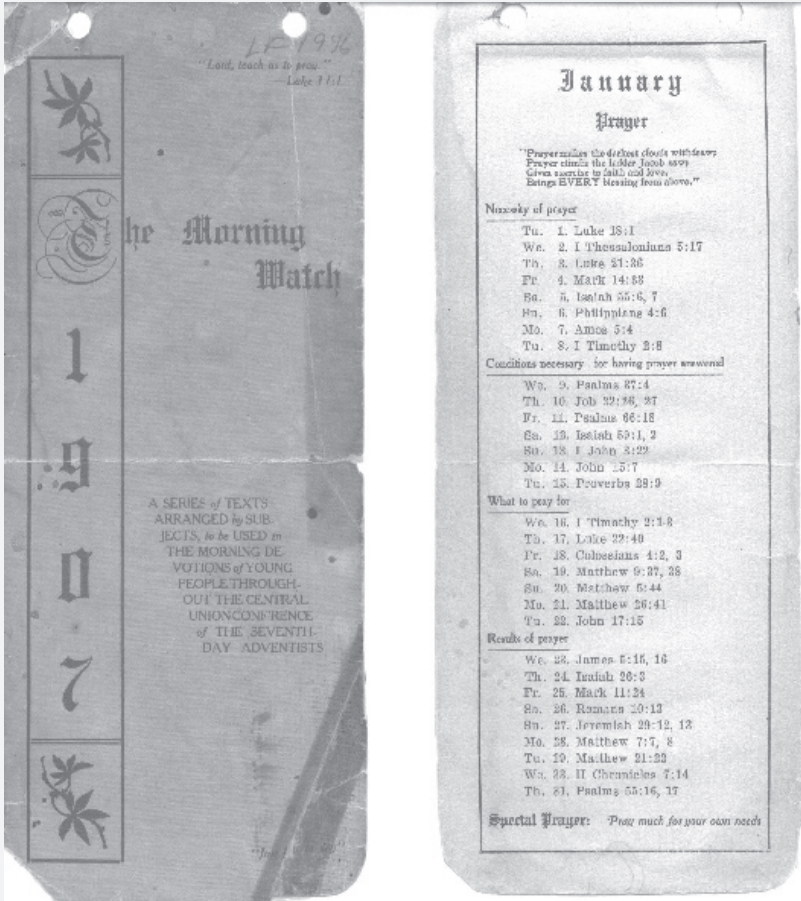 LF 1946
"Lord, teach us to pray."
—Luke 11:1
The Morning
Watch
1
9
0
7
A SERIES of TEXTS
ARRANGED by SUB-
JECTS, to be USED in
THE MORNING DE-
VOTIONS of YOUNG
PEOPLE THROUGH-
OUT THE CENTRAL
UNION CONFRENCE
of THE SEVENTH-
DAY ADVENTISTS
January
Prayer
"Prayer makes the darkest clouds withdraw;
Prayer climbs the ladder Jacob saw;
Gives exercise to faith and love,
Brings EVERY blessing from above."
Necessity of prayer
Tu. 1. Luke 18:1
We. 2. I Thessalonians 5:17
Th. 3. Luke 21:36
Fr. 4. Mark 14:38
Sa. 5. Isaiah 55:6, 7
Su. 6. Philippians 4:6
Mo. 7. Amos 5:4
Tu. 8. I Timothy 2:8
Conditions necessary for having prayer answered
We. 9. Psalms 37:4
Th. 10. Job 22:26, 27
Fr. 11. Psalms 66:18
Sa. 12. Isaiah 59:1, 2
Su. 13. I John 3:22
Mo. 14. John 15:7
Tu. 15. Proverbs 28:9
What to pray for
We. 16. I Timothy 2:1-3
Th. 17. Luke 22:40
Fr. 18. Colossians 4:2, 3
Sa. 19. Matthew 9:37, 38
Su. 20. Matthew 5:44
Mo. 21. Matthew 26:41
Tu. 22. John 17:15
Results of prayer
We. 23. James 5:15, 16
Th. 24. Isaiah 26:3
Fr. 25. Mark 11:24
Sa. 26. Romans 10:13
Su. 27. Jeremiah 29:12, 13
Mo. 28. Matthew 7:7, 8
Tu. 29. Matthew 21:22
We. 30. II Chronicles 7:14
Th. 31. Psalms 55:16, 17
Special Prayer: Pray much for your own needs